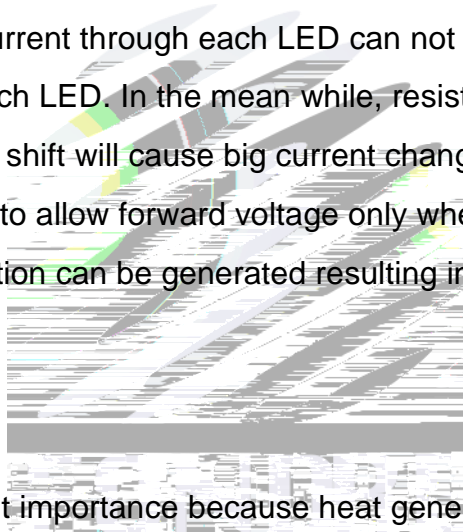 urrent through each LED can not
ch LED. In the mean while, resist
shift will cause big current chang
to allow forward voltage only whe
tion can be generated resulting in
t importance because heat gene